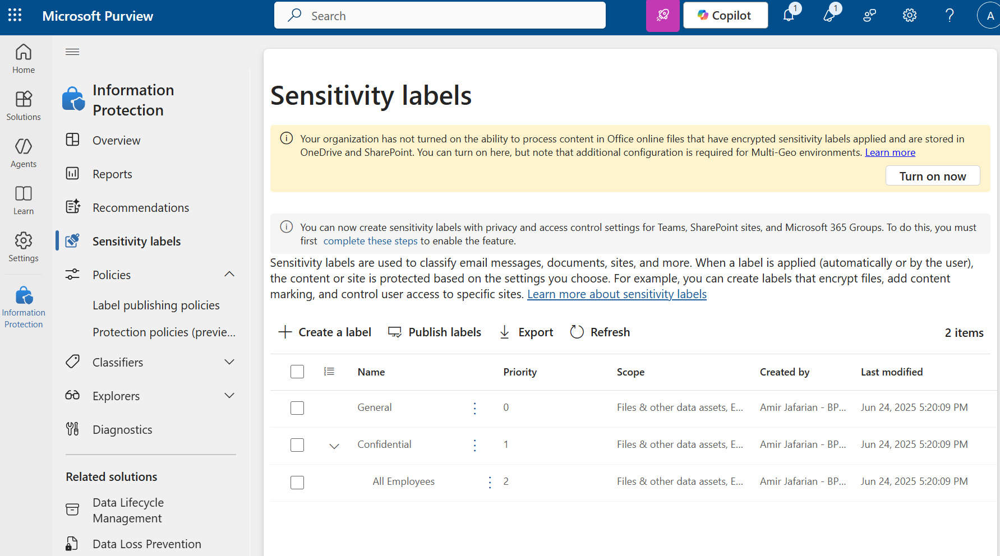 Microsoft Purview
Search
Copilot
1
1
A
Home
Solutions
Agents
Learn
Settings
Information
Protection
Information
Protection
Overview
Reports
Recommendations
Sensitivity labels
Policies
Label publishing policies
Protection policies (previe...
Classifiers
Explorers
Diagnostics
Related solutions
Data Lifecycle
Management
Data Loss Prevention
Sensitivity labels
Your organization has not turned on the ability to process content in Office online files that have encrypted sensitivity labels applied and are stored in
OneDrive and SharePoint. You can turn on here, but note that additional configuration is required for Multi-Geo environments. Learn more
Turn on now
You can now create sensitivity labels with privacy and access control settings for Teams, SharePoint sites, and Microsoft 365 Groups. To do this, you must
first complete these steps to enable the feature.
Sensitivity labels are used to classify email messages, documents, sites, and more. When a label is applied (automatically or by the user),
the content or site is protected based on the settings you choose. For example, you can create labels that encrypt files, add content
marking, and control user access to specific sites. Learn more about sensitivity labels
Create a label Publish labels Export Refresh 2 items
Name Priority Scope Created by Last modified
General 0 Files & other data assets, E... Amir Jafarian - BP... Jun 24, 2025 5:20:09 PM
Confidential 1 Files & other data assets, E... Amir Jafarian - BP... Jun 24, 2025 5:20:09 PM
All Employees 2 Files & other data assets, E... Amir Jafarian - BP... Jun 24, 2025 5:20:09 PM